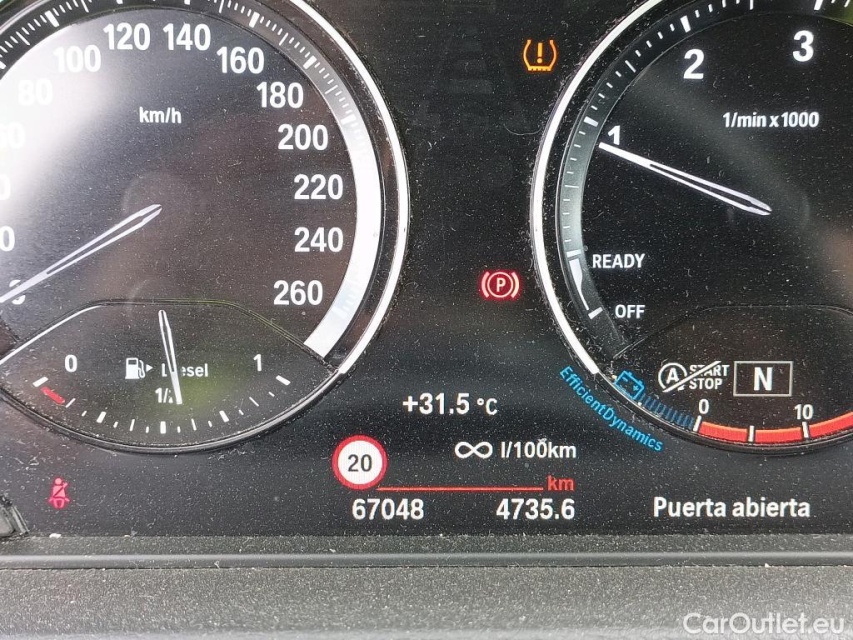 80
100
120
140
160
180
200
220
240
260
km/h
0
Diesel
1
1/2
+31.5 °C
20
∞ l/100km
km
67048
4735.6
1
2
3
1/min x 1000
READY
OFF
P
A
START
STOP
N
0
10
EfficientDynamics
Puerta abierta
CarOutlet.eu